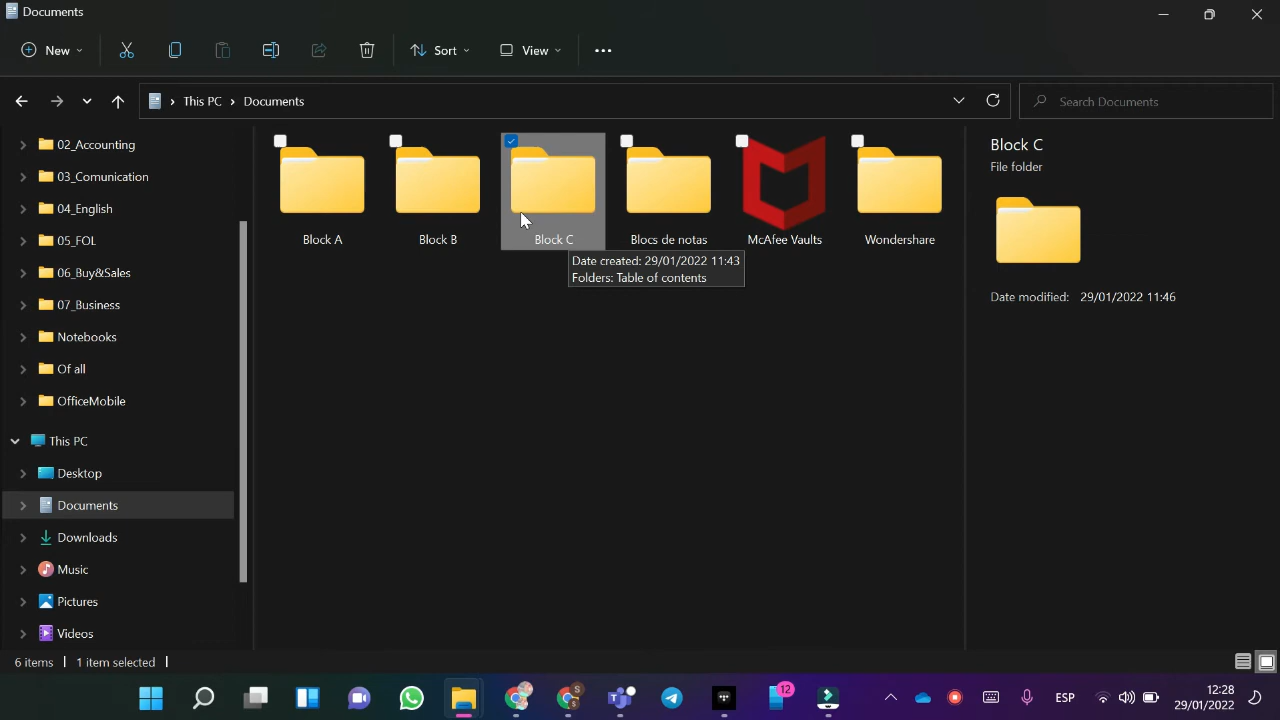 Documents
New
Sort
View
This PC
Documents
Search Documents
02_Accounting
03_Comunication
04_English
05_FOL
06_Buy&Sales
07_Business
Notebooks
Of all
OfficeMobile
This PC
Desktop
Documents
Downloads
Music
Pictures
Videos
Block A
Block B
Block C
Blocs de notas
McAfee Vaults
Wondershare
Date created: 29/01/2022 11:43
Folders: Table of contents
Block C
File folder
Date modified: 29/01/2022 11:46
6 items
1 item selected
S
12
ESP
12:28
29/01/2022